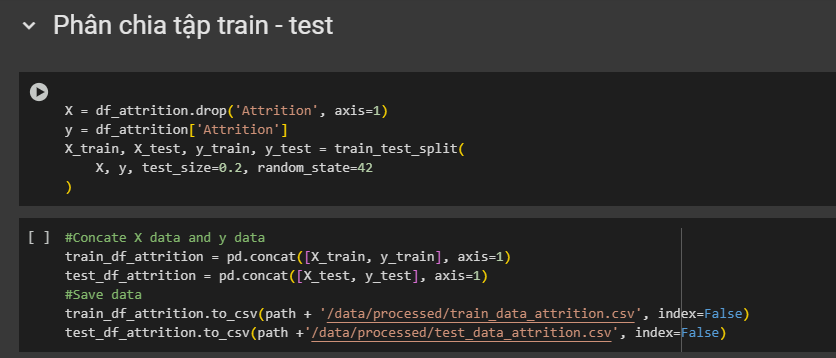 Phân chia tập train - test
X = df_attrition.drop('Attrition', axis=1)
y = df_attrition['Attrition']
X_train, X_test, y_train, y_test = train_test_split(
    X, y, test_size=0.2, random_state=42
)
[ ] #Concate X data and y data
train_df_attrition = pd.concat([X_train, y_train], axis=1)
test_df_attrition = pd.concat([X_test, y_test], axis=1)
#Save data
train_df_attrition.to_csv(path + '/data/processed/train_data_attrition.csv', index=False)
test_df_attrition.to_csv(path +'/data/processed/test_data_attrition.csv', index=False)